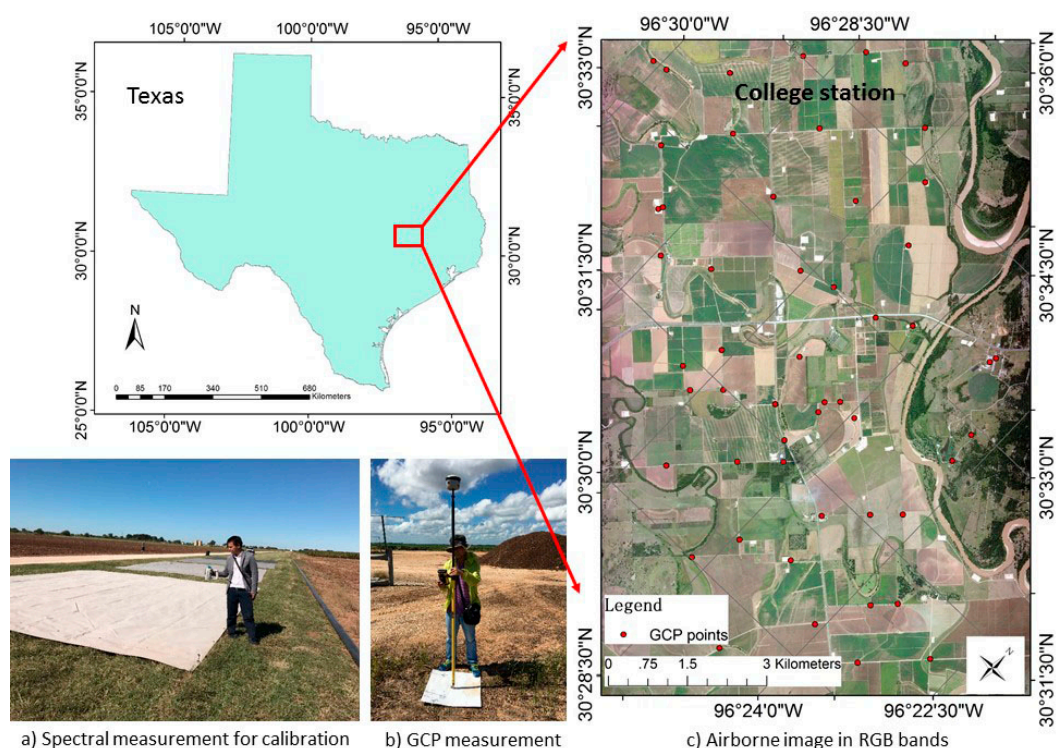 105°0'0"W
100°0'0"W
95°0'0"W
35°0'0"N
30°0'0"N
25°0'0"N
35°0'0"N
30°0'0"N
Texas
N
0 85 170 340 510 680
Kilometers
105°0'0"W
100°0'0"W
95°0'0"W
96°30'0"W
96°28'30"W
30°33'0"N
30°31'30"N
30°30'0"N
30°28'30"N
30°36'0"N
30°34'30"N
30°33'0"N
30°31'30"N
College station
Legend
GCP points
0 .75 1.5 3 Kilometers
N
96°24'0"W
96°22'30"W
a) Spectral measurement for calibration
b) GCP measurement
c) Airborne image in RGB bands